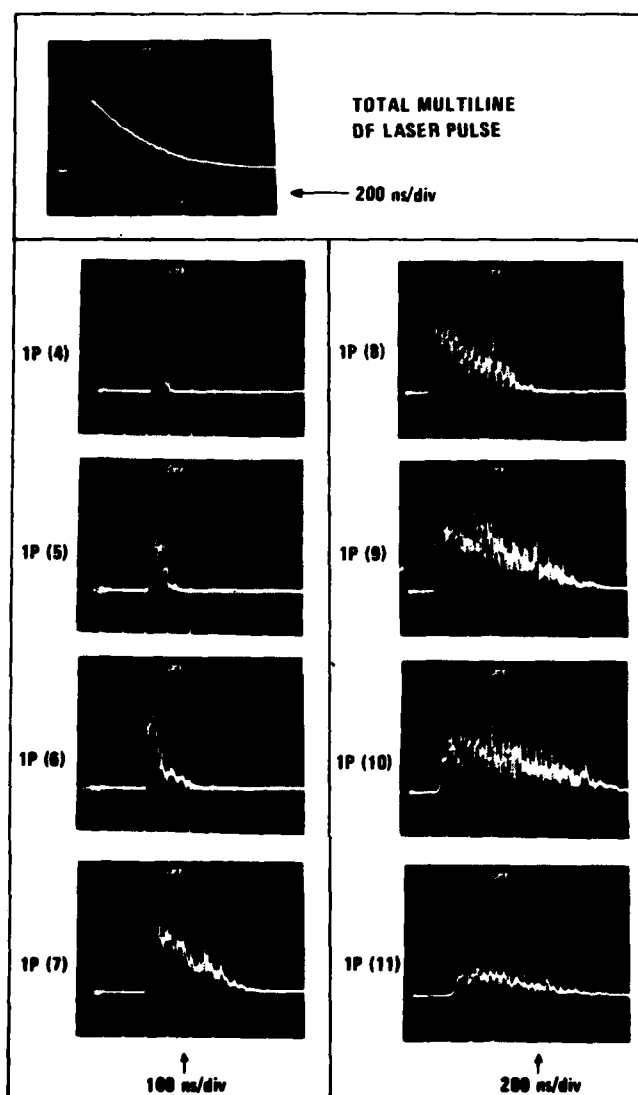 TOTAL MULTILINE
DF LASER PULSE
200 ns/div
1P (4)
1P (5)
1P (6)
1P (7)
100 ns/div
1P (8)
1P (9)
1P (10)
1P (11)
200 ns/div